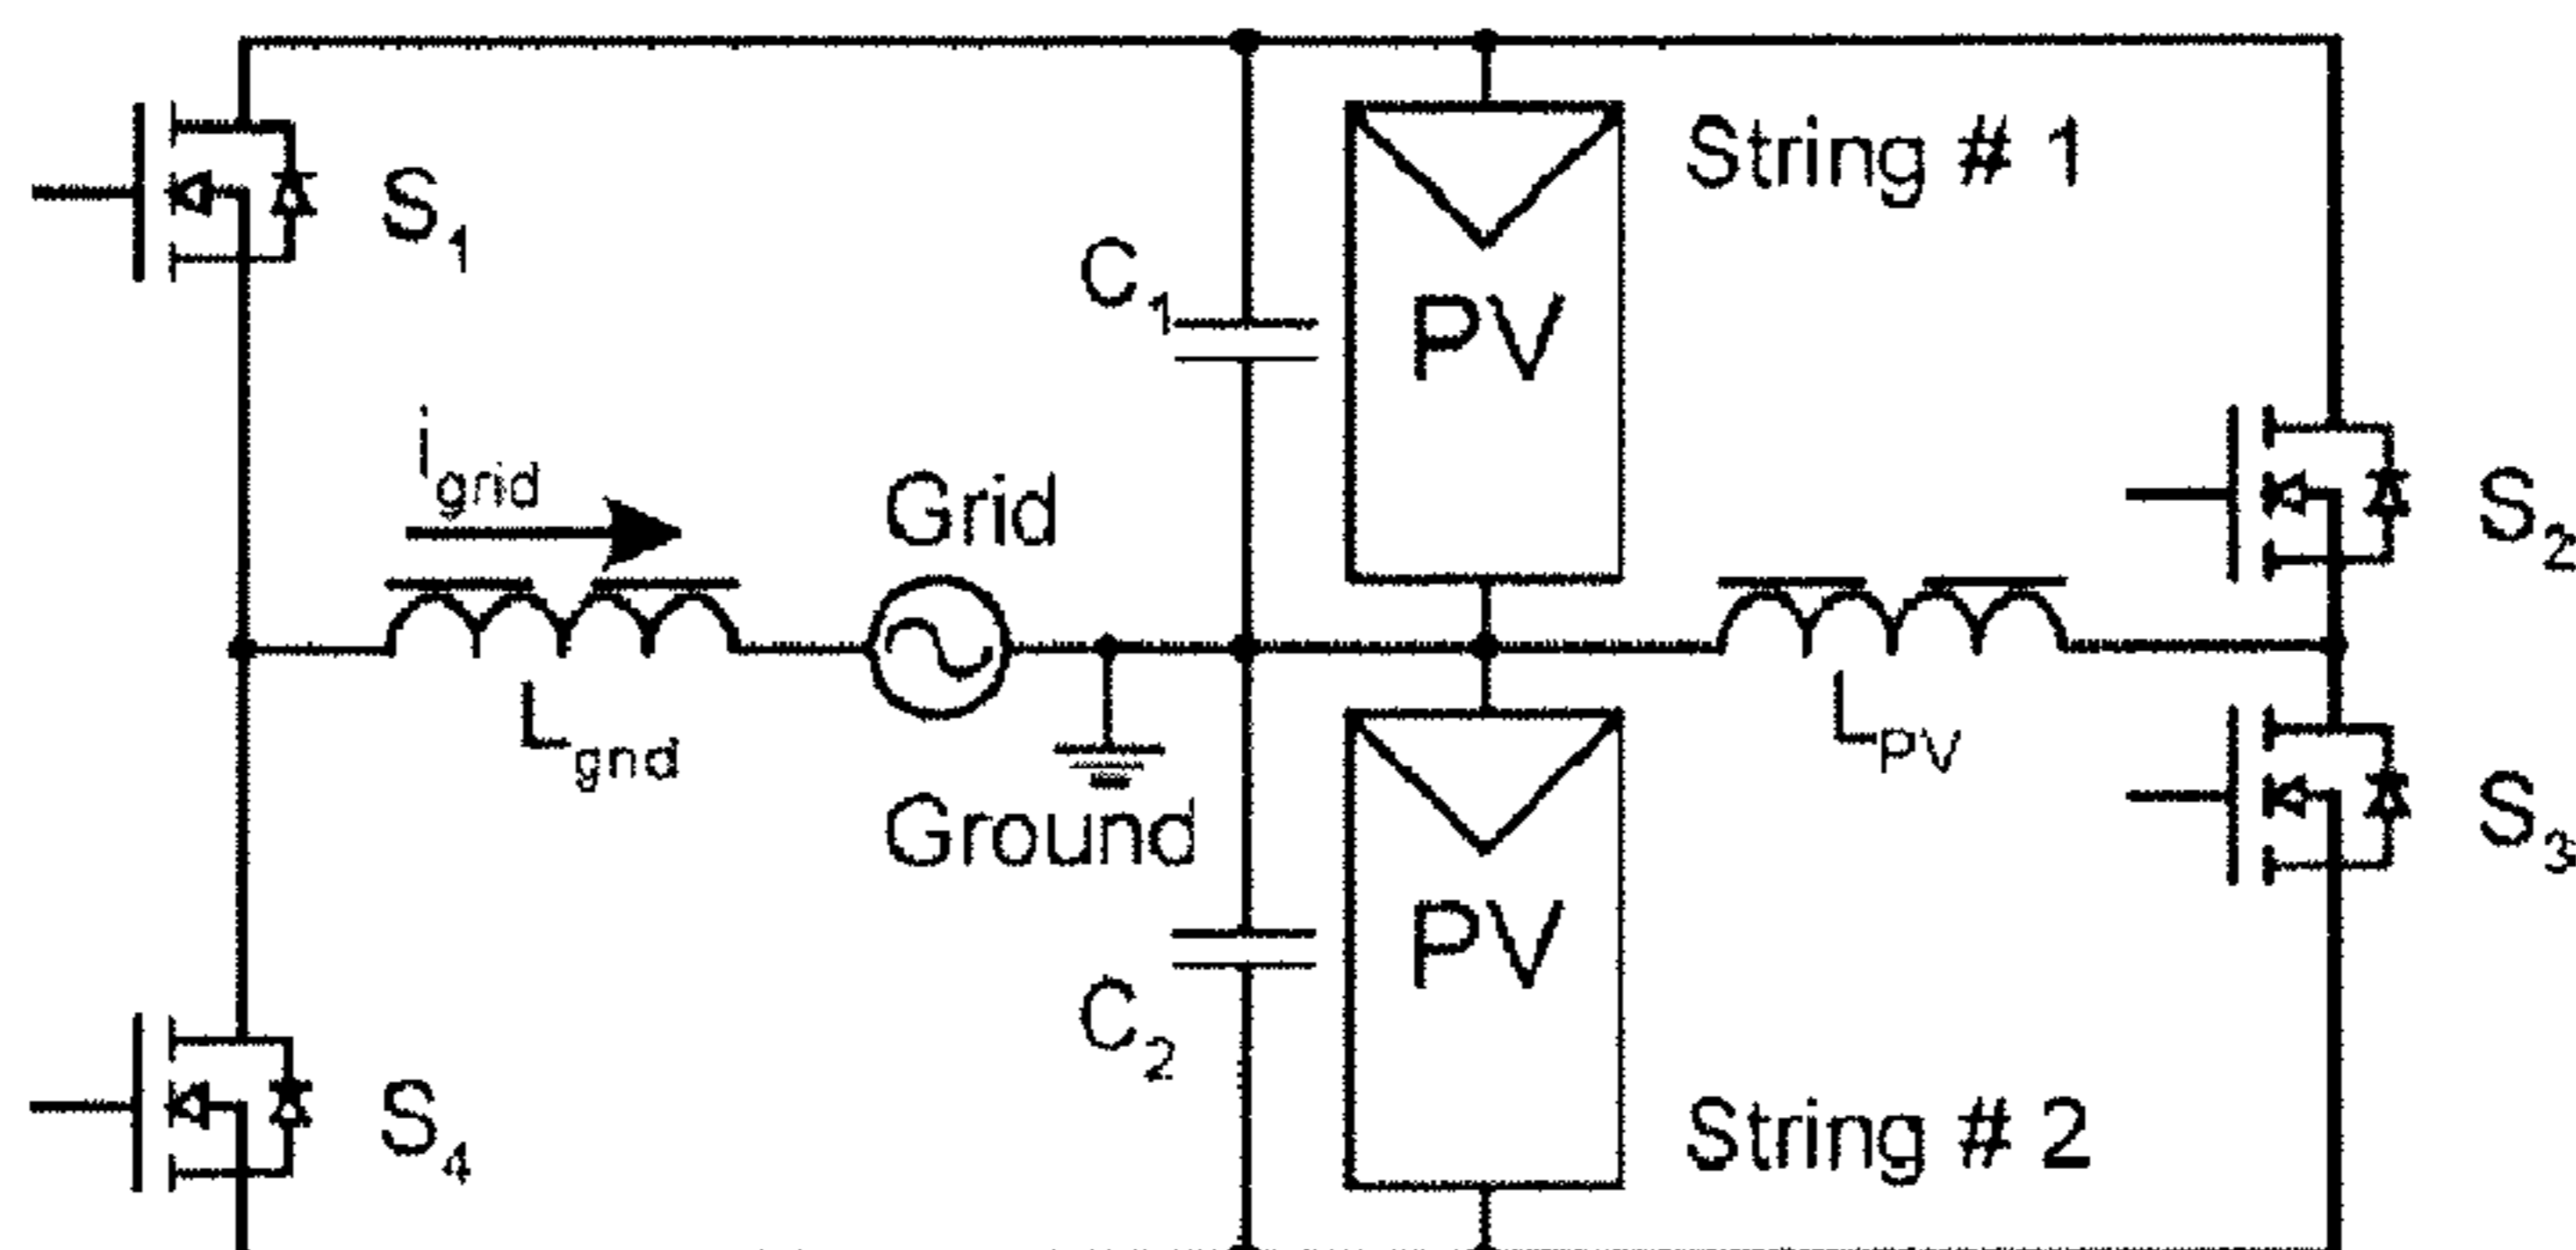 String # 1
S1
C1
PV
igrid
Grid
S2
Lgnd
LPV
Ground
S3
PV
C2
S4
String # 2